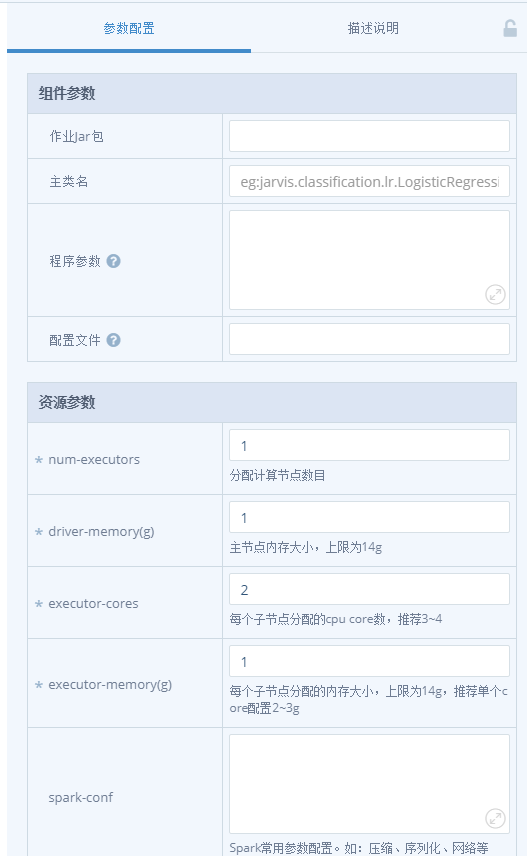 参数配置
描述说明
组件参数
作业Jar包
主类名
eg:jarvis.classification.lr.LogisticRegressi
程序参数 ?
配置文件 ?
资源参数
* num-executors
1
分配计算节点数目
* driver-memory(g)
1
主节点内存大小，上限为14g
* executor-cores
2
每个子节点分配的cpu core数，推荐3~4
* executor-memory(g)
1
每个子节点分配的内存大小，上限为14g，推荐单个c
ore配置2~3g
spark-conf
Spark常用参数配置。如：压缩、序列化、网络等